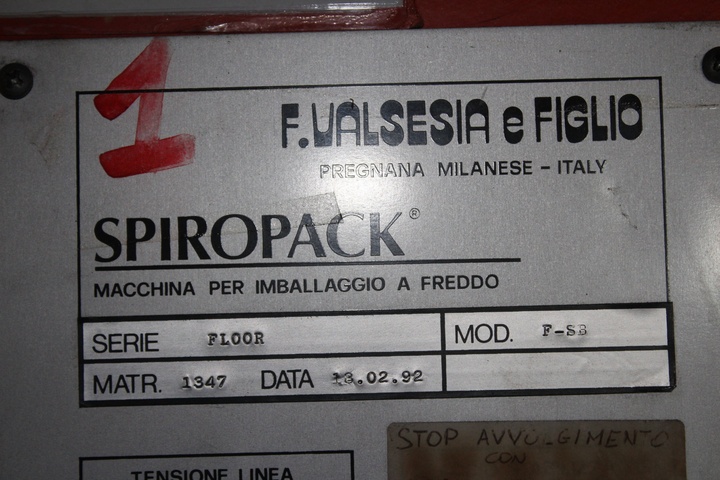 1
F.VALSESIA e FIGLIO
PREGNANA MILANESE - ITALY
SPIROPACK®
MACCHINA PER IMBALLAGGIO A FREDDO
SERIE FLOOR MOD. F-SB
MATR. 1347 DATA 13.02.92
STOP AVVOLGIMENTO
CON
TENSIONE LINEA